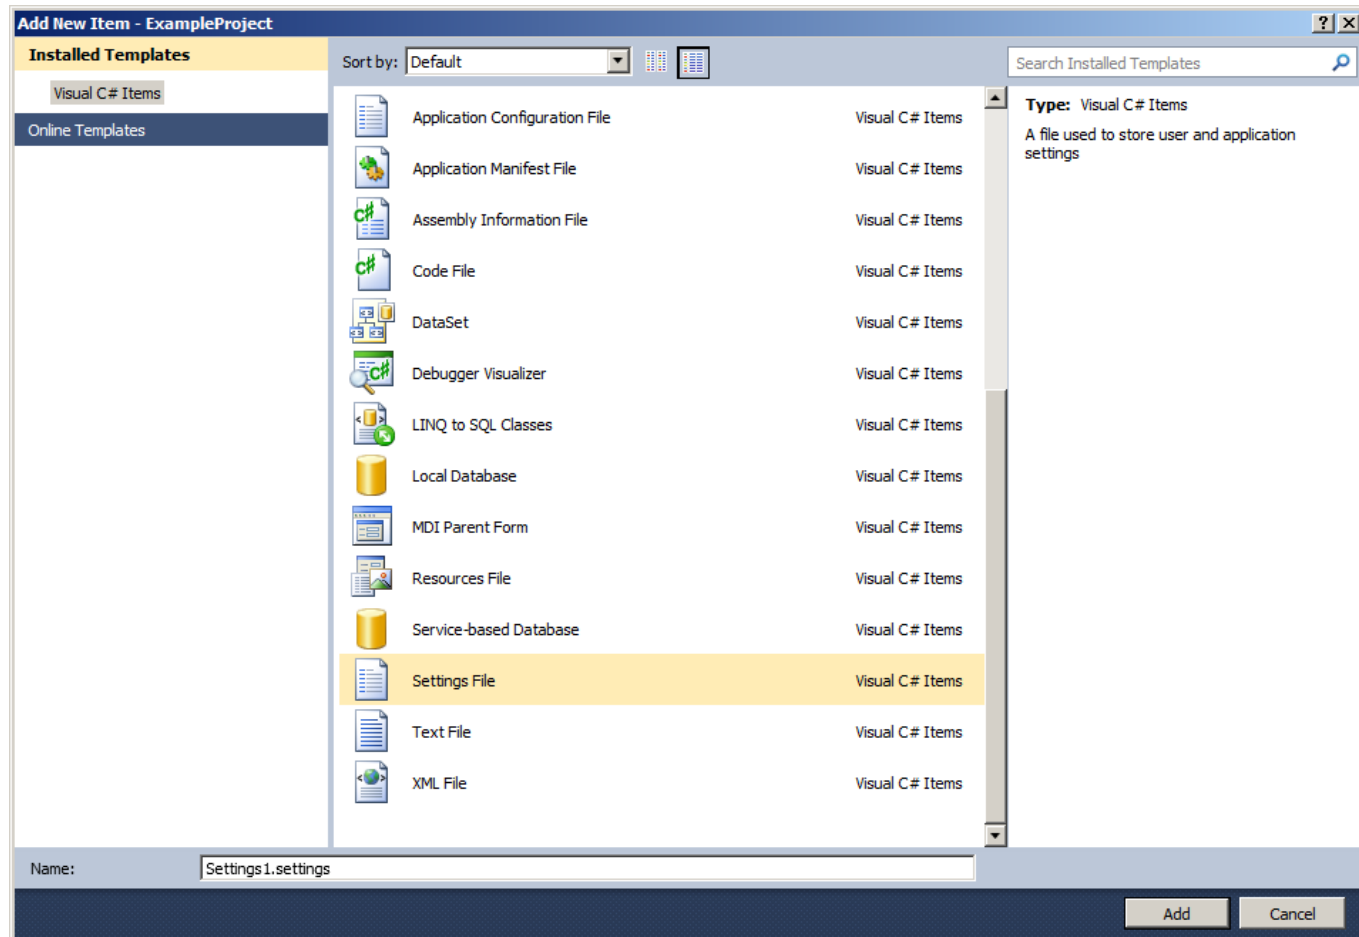 Add New Item - ExampleProject
Installed Templates
Sort by: Default
Search Installed Templates
Visual C# Items
Online Templates
Application Configuration File Visual C# Items
Application Manifest File Visual C# Items
Assembly Information File Visual C# Items
Code File Visual C# Items
DataSet Visual C# Items
Debugger Visualizer Visual C# Items
LINQ to SQL Classes Visual C# Items
Local Database Visual C# Items
MDI Parent Form Visual C# Items
Resources File Visual C# Items
Service-based Database Visual C# Items
Settings File Visual C# Items
Text File Visual C# Items
XML File Visual C# Items
Type: Visual C# Items
A file used to store user and application
settings
Name: Settings1.settings
Add Cancel